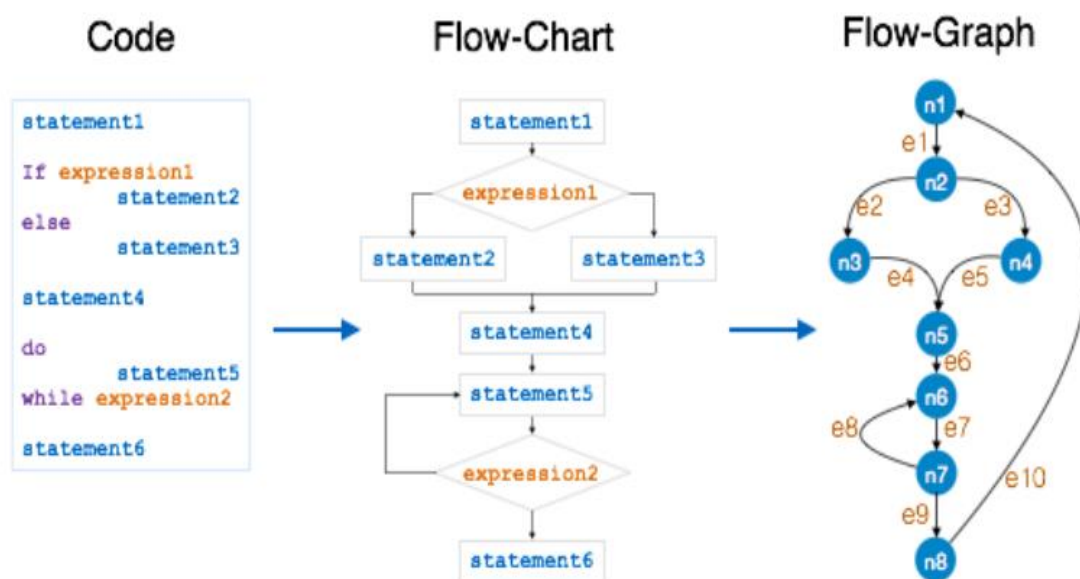 Code
statement1
If expression1
statement2
else
statement3
statement4
do
statement5
while expression2
statement6
Flow-Chart
statement1
expression1
statement2
statement3
statement4
statement5
expression2
statement6
Flow-Graph
n1
e1
n2
e2
e3
n3
n4
e4
e5
n5
e6
n6
e8
e7
n7
e10
e9
n8